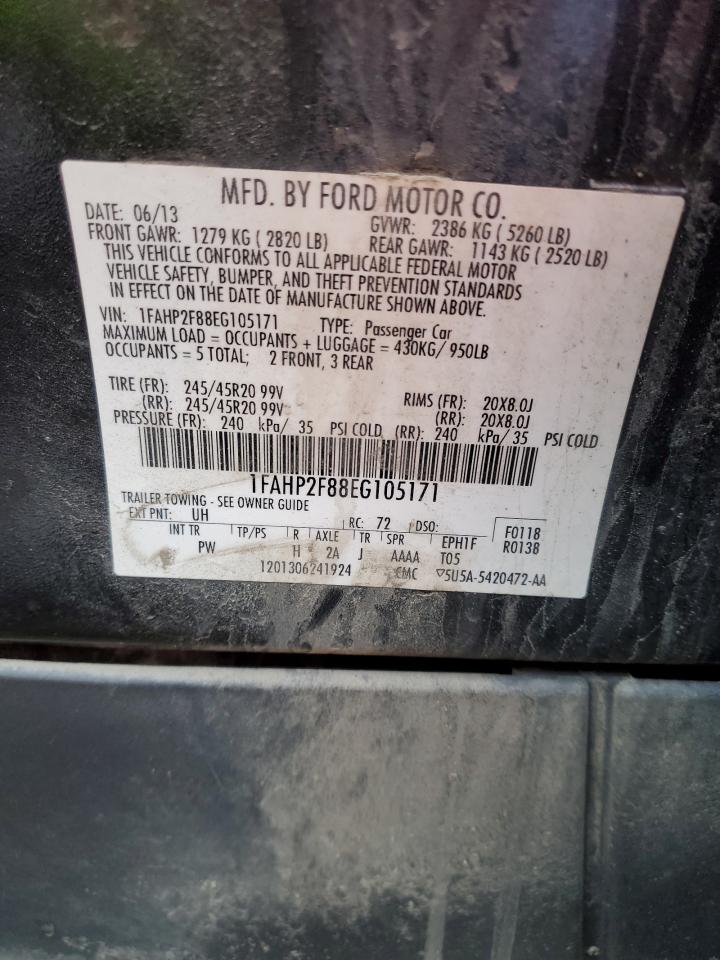 MFD. BY FORD MOTOR CO.
DATE: 06/13 GVWR: 2386 KG ( 5260 LB)
FRONT GAWR: 1279 KG ( 2820 LB) REAR GAWR: 1143 KG ( 2520 LB)
THIS VEHICLE CONFORMS TO ALL APPLICABLE FEDERAL MOTOR
VEHICLE SAFETY, BUMPER, AND THEFT PREVENTION STANDARDS
IN EFFECT ON THE DATE OF MANUFACTURE SHOWN ABOVE.
VIN: 1FAHP2F88EG105171 TYPE: Passenger Car
MAXIMUM LOAD = OCCUPANTS + LUGGAGE = 430KG/ 950LB
OCCUPANTS = 5 TOTAL; 2 FRONT, 3 REAR
TIRE (FR): 245/45R20 99V RIMS (FR): 20X8.0J
(RR): 245/45R20 99V (RR): 20X8.0J
PRESSURE (FR): 240 kPa/ 35 PSI COLD (RR): 240 kPa/ 35 PSI COLD
1FAHP2F88EG105171
TRAILER TOWING - SEE OWNER GUIDE
EXT PNT: UH RC: 72 DSO: F0118
INT TR TP/PS R AXLE TR SPR EPH1F R0138
PW H 2A J AAAA T05
1201306241924 CMC ▽5U5A-5420472-AA